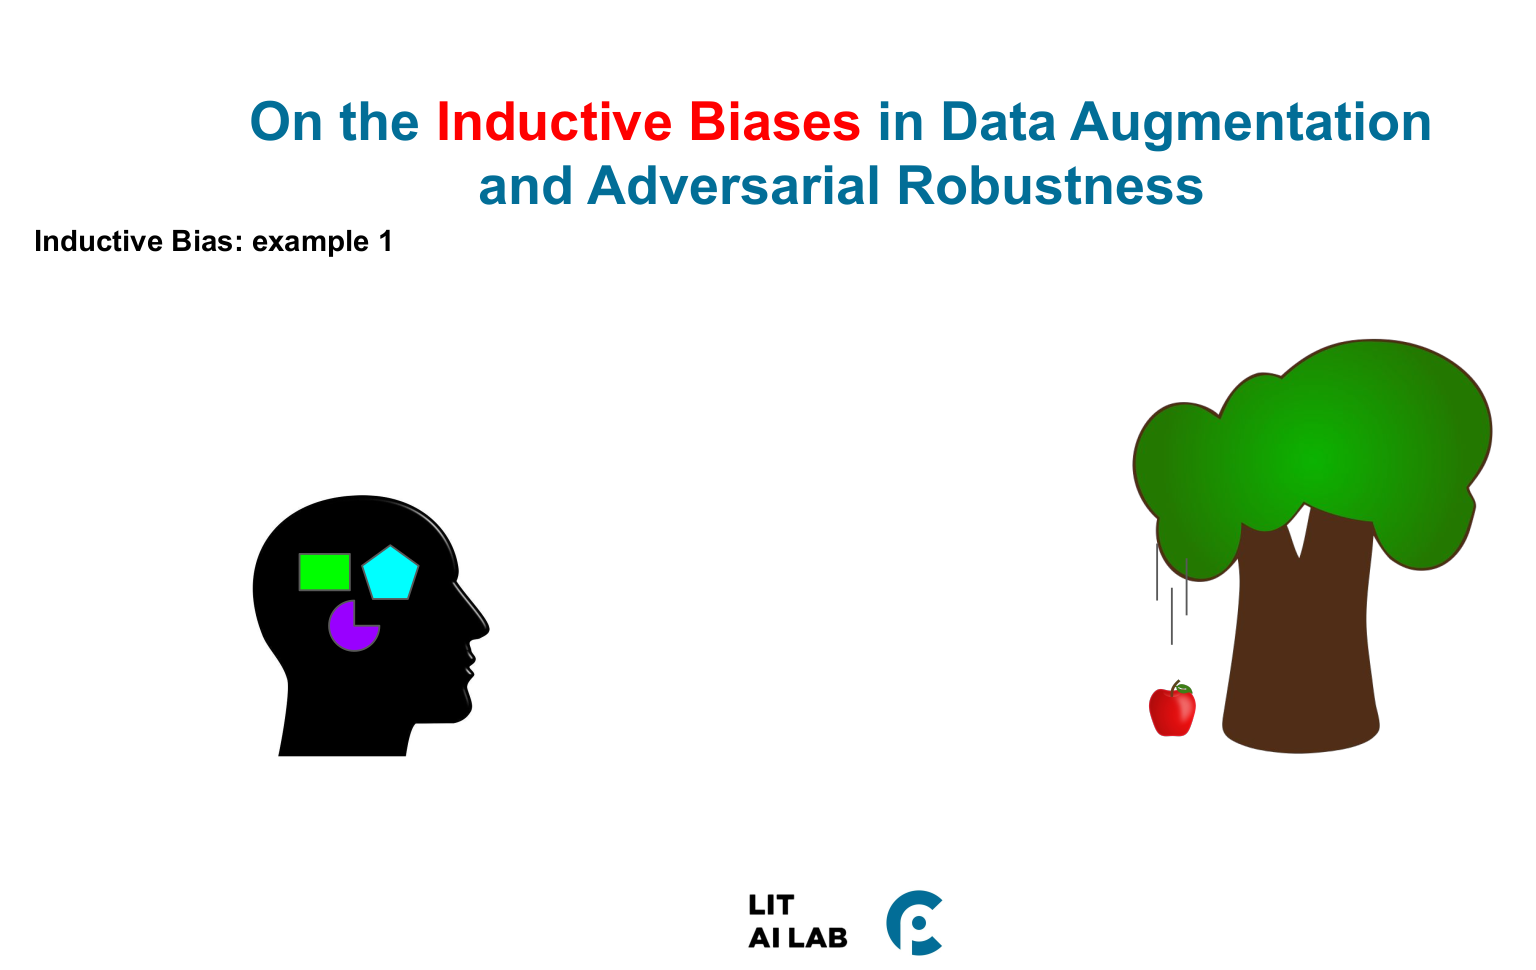 On the Inductive Biases in Data Augmentation
and Adversarial Robustness
Inductive Bias: example 1
LIT
AI LAB